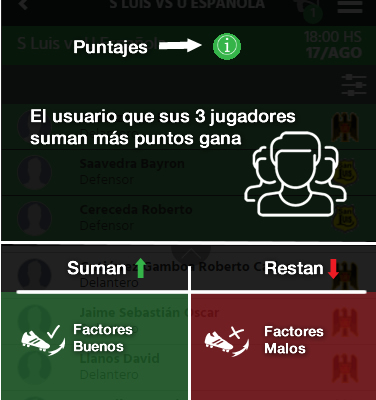 S LUIS VS U ESPAÑOLA
S Luis vs U Española
18:00 HS
17/AGO
Puntajes
El usuario que sus 3 jugadores
suman más puntos gana
Saavedra Bayron
Defensor
Cereceda Roberto
Defensor
Gambon Roberto
Delantero
Suman
Restan
Jaime Sebastián Oscar
Delantero
Factores
Buenos
Factores
Malos
Llanos David
Delantero